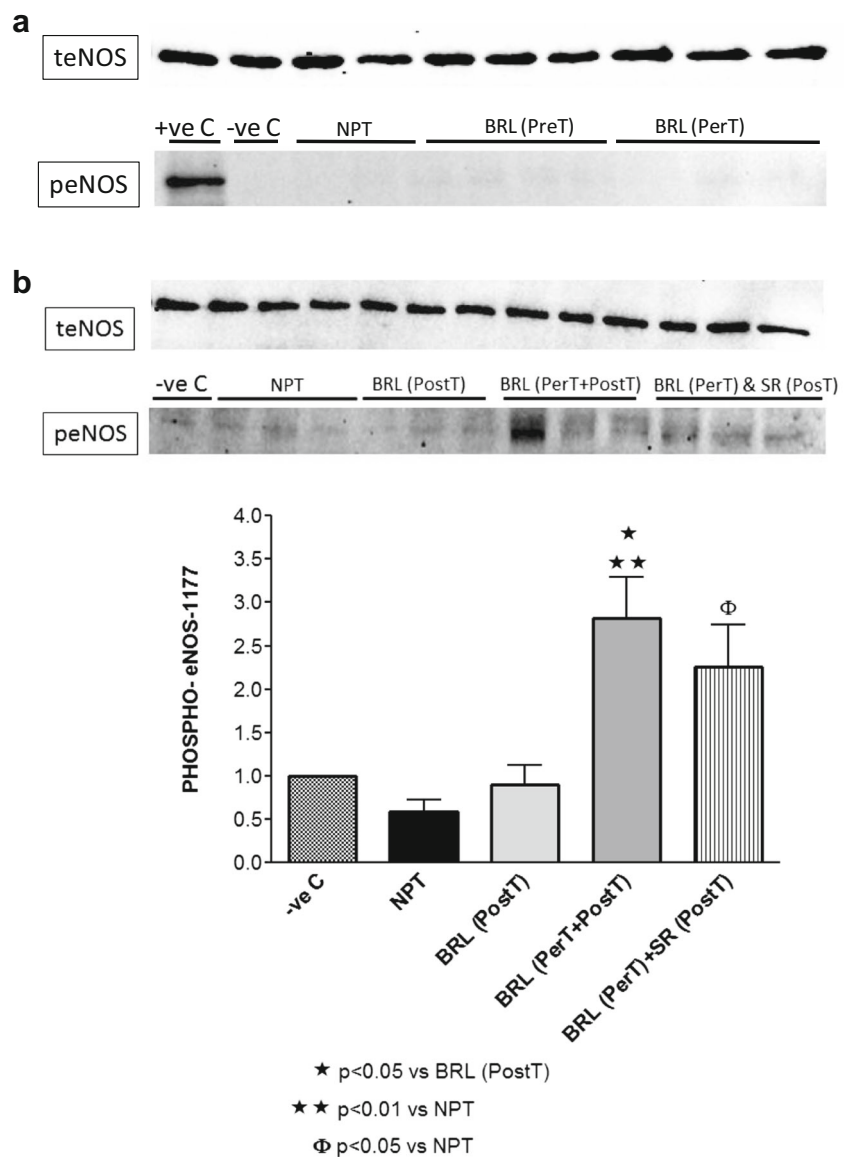 a
teNOS
+ve C -ve C NPT BRL (PreT) BRL (PerT)
peNOS
b
teNOS
-ve C NPT BRL (PostT) BRL (PerT+PostT) BRL (PerT) & SR (PosT)
peNOS
PHOSPHO- eNOS-1177
4.0
3.5
3.0
2.5
2.0
1.5
1.0
0.5
0.0
★
★ ★
Φ
-ve C
NPT
BRL (PostT)
BRL (PerT+PostT)
BRL (PerT)+SR (PostT)
★ p<0.05 vs BRL (PostT)
★ ★ p<0.01 vs NPT
Φ p<0.05 vs NPT